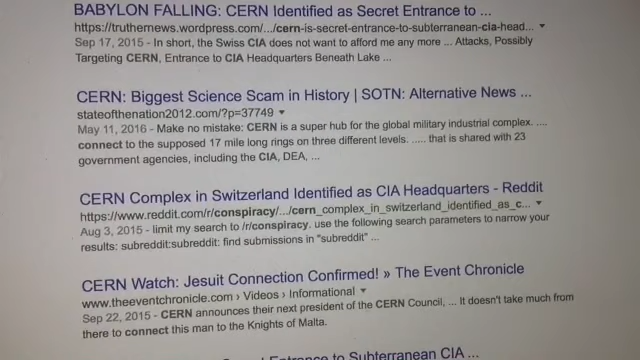 BABYLON FALLING: CERN Identified as Secret Entrance to ...
https://truthernews.wordpress.com/.../cern-is-secret-entrance-to-subterranean-cia-head...
Sep 17, 2015 - In short, the Swiss CIA does not want to afford me any more ... Attacks, Possibly
Targeting CERN, Entrance to CIA Headquarters Beneath Lake ...
CERN: Biggest Science Scam in History | SOTN: Alternative News ...
stateofthenation2012.com/?p=37749
May 11, 2016 - Make no mistake: CERN is a super hub for the global military industrial complex. ....
connect to the supposed 17 mile long rings on three different levels. ..... that is shared with 23
government agencies, including the CIA, DEA, ...
CERN Complex in Switzerland Identified as CIA Headquarters - Reddit
https://www.reddit.com/r/conspiracy/.../cern_complex_in_switzerland_identified_as_c...
Aug 3, 2015 - limit my search to /r/conspiracy. use the following search parameters to narrow your
results: subreddit:subreddit: find submissions in "subreddit" ...
CERN Watch: Jesuit Connection Confirmed! » The Event Chronicle
www.theeventchronicle.com › Videos › Informational
Sep 22, 2015 - CERN announces their next president of the CERN Council, ... It doesn't take much from
there to connect this man to the Knights of Malta.
Entrance to Subterranean CIA ...